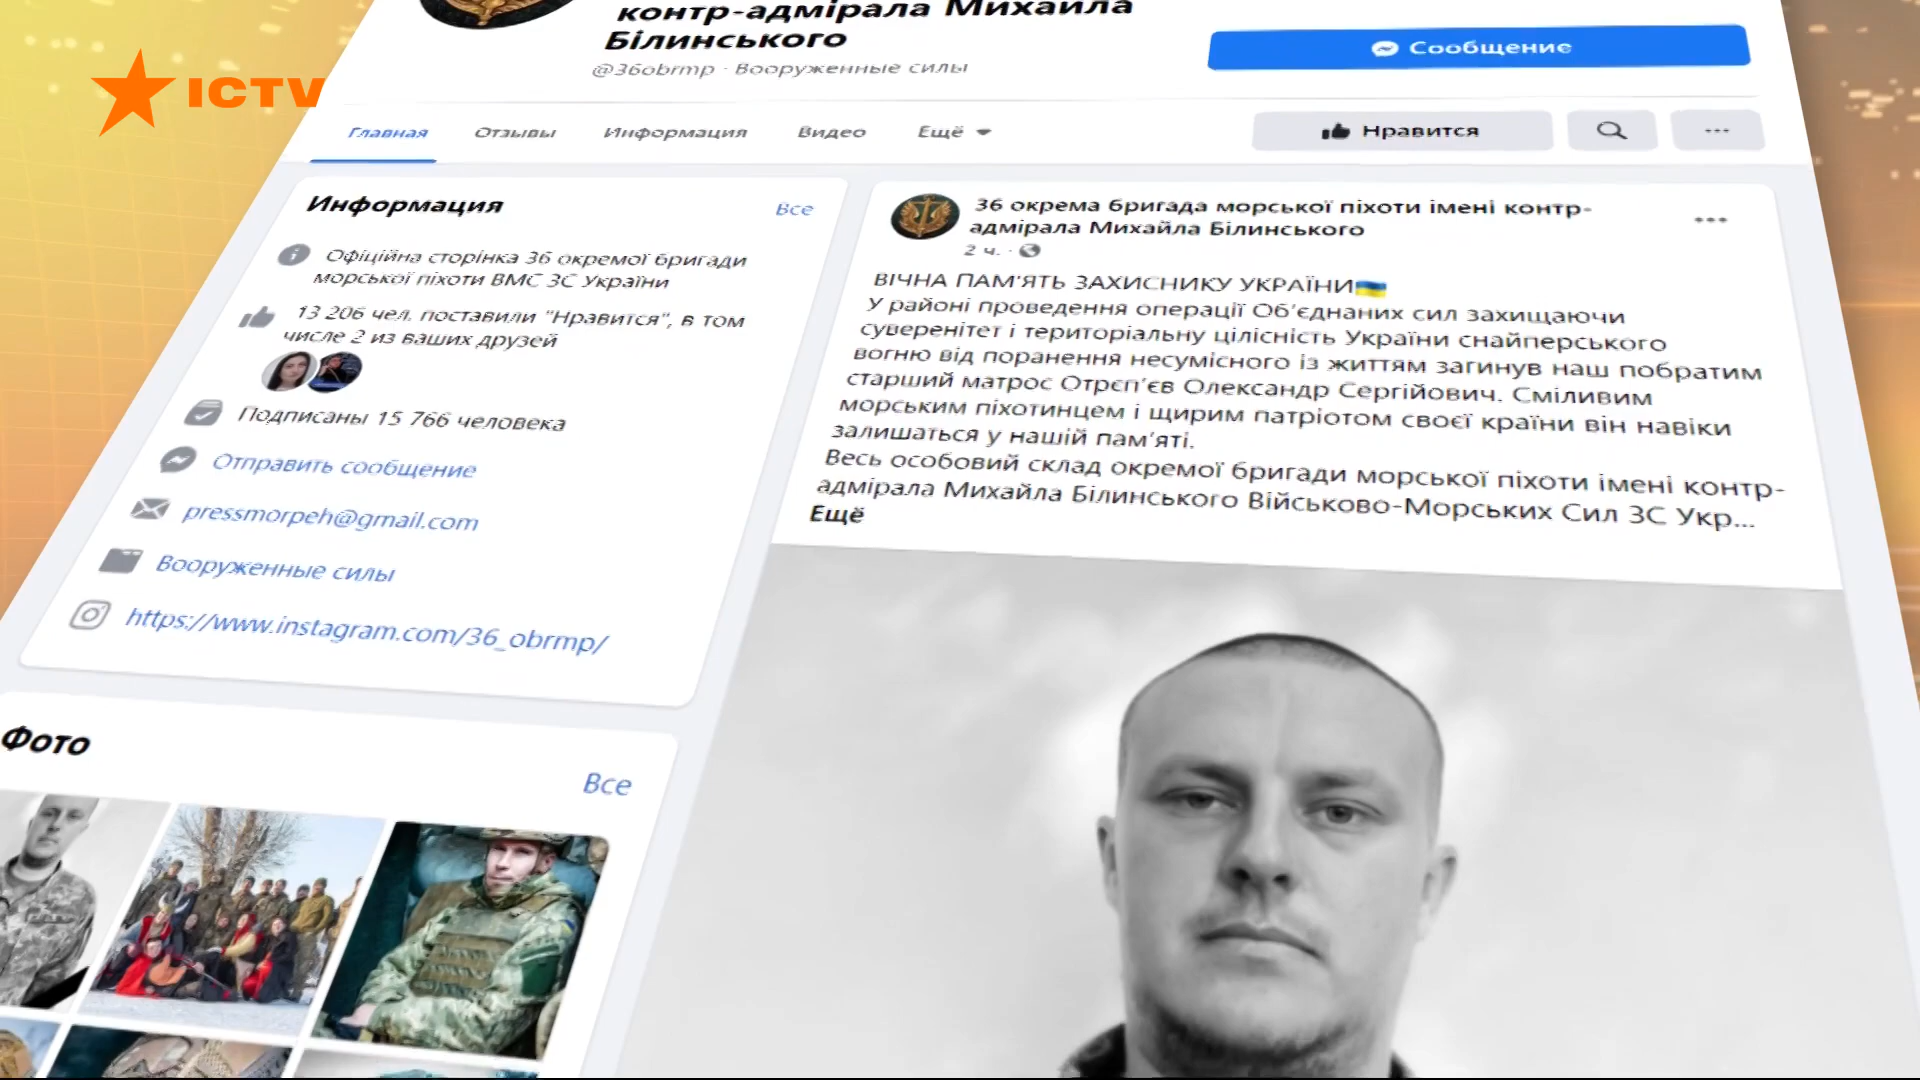 контр-адмірала Михайла
Білинського
@36obrmp · Вооруженные силы
Сообщение
ICTV
Главная
Отзывы
Информация
Видео
Ещё
Нравится
Информация
Все
Офіційна сторінка 36 окремої бригади
морської піхоти ВМС ЗС України
13 206 чел. поставили "Нравится", в том
числе 2 из ваших друзей
Подписаны 15 766 человека
Отправить сообщение
pressmorpeh@gmail.com
Вооруженные силы
https://www.instagram.com/36_obrmp/
Фото
Все
36 окрема бригада морської піхоти імені контр-
адмірала Михайла Білинського
2 ч. ·
ВІЧНА ПАМ'ЯТЬ ЗАХИСНИКУ УКРАЇНИ🇺🇦
У районі проведення операції Об’єднаних сил захищаючи
суверенітет і територіальну цілісність України снайперського
вогню від поранення несумісного із життям загинув наш побратим
старший матрос Отрєп’єв Олександр Сергійович. Сміливим
морським піхотинцем і щирим патріотом своєї країни він навіки
залишаться у нашій пам’яті.
Весь особовий склад окремої бригади морської піхоти імені контр-
адмірала Михайла Білинського Військово-Морських Сил ЗС Укр...
Ещё